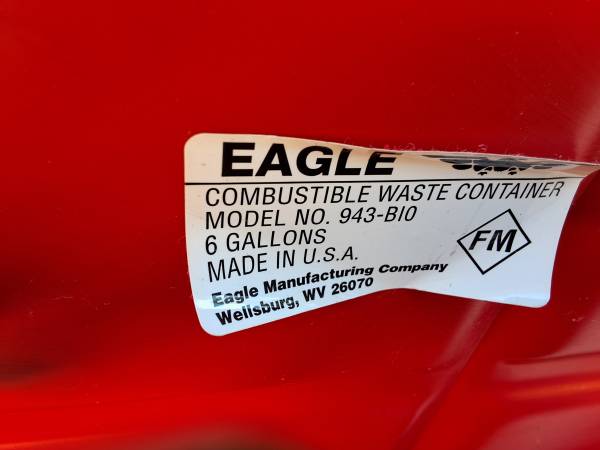 EAGLE
COMBUSTIBLE WASTE CONTAINER
MODEL NO. 943-BIO
6 GALLONS
MADE IN U.S.A.
FM
Eagle Manufacturing Company
Wellsburg, WV 26070